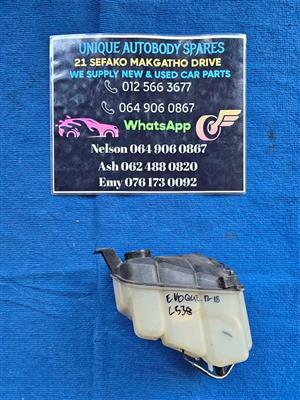 UNIQUE AUTOBODY SPARES
21 SEFAKO MAKGATHO DRIVE
WE SUPPLY NEW & USED CAR PARTS
012 566 3677
064 906 0867
WhatsApp
Nelson 064 906 0867
Ash 062 488 0820
Emy 076 173 0092
EVOQUE 12-18
L538